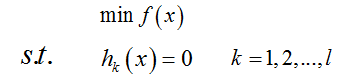 min f(x)
s.t. h_k(x) = 0 k = 1,2,...,l